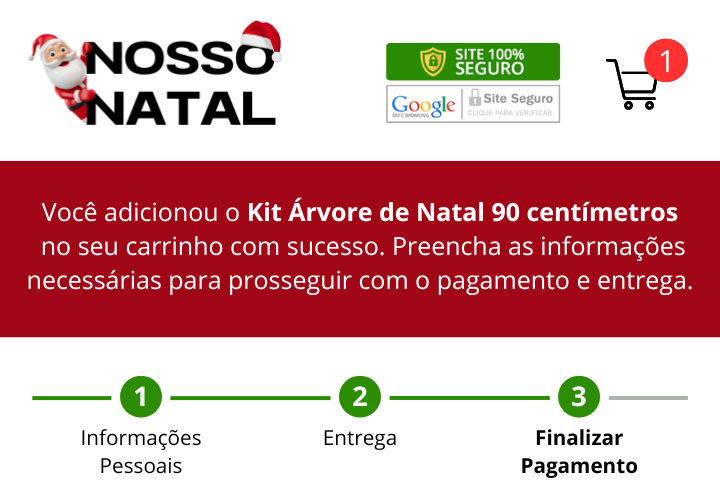 NOSSO
NATAL
SITE 100%
SEGURO
Google
SAFE BROWSING
Site Seguro
CLIQUE PARA VERIFICAR
1
Você adicionou o Kit Árvore de Natal 90 centímetros
no seu carrinho com sucesso. Preencha as informações
necessárias para prosseguir com o pagamento e entrega.
1
Informações
Pessoais
2
Entrega
3
Finalizar
Pagamento